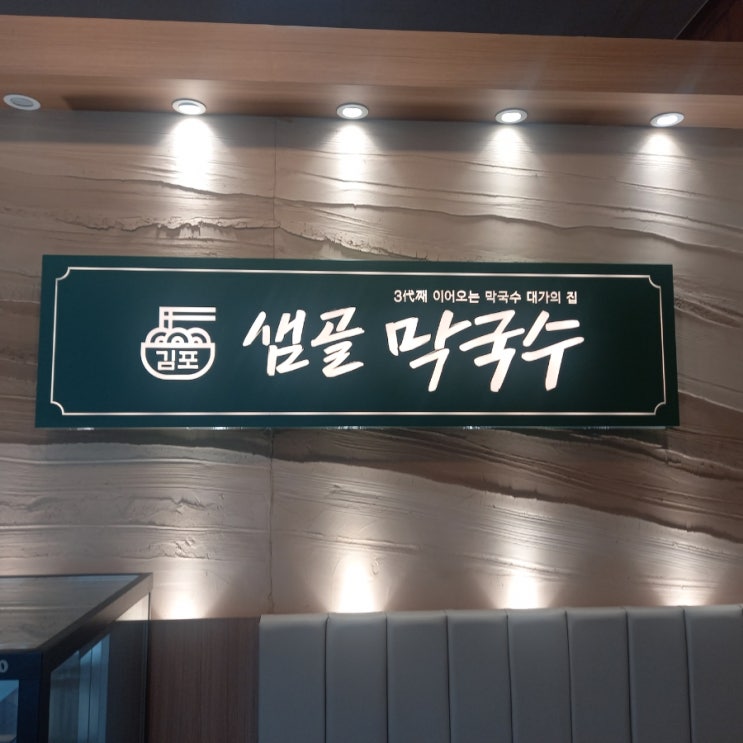 3代째 이어오는 막국수 대가의 집
김포
샘골 막국수